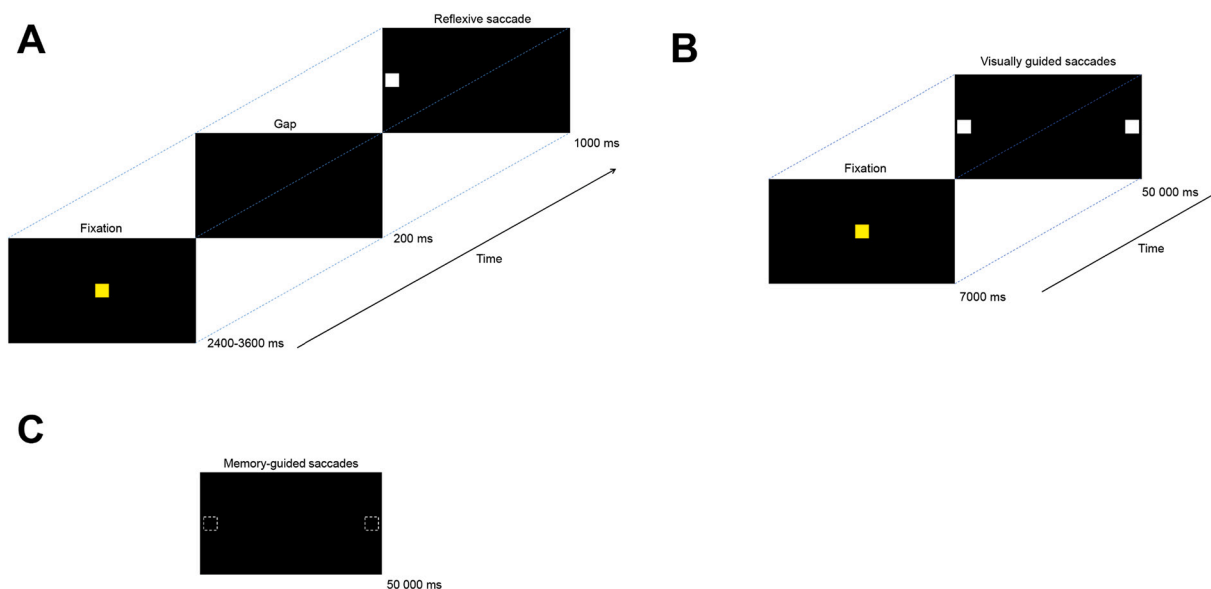 A
Reflexive saccade
Gap
1000 ms
Fixation
200 ms
Time
2400-3600 ms
B
Visually guided saccades
Fixation
50 000 ms
Time
7000 ms
C
Memory-guided saccades
50 000 ms